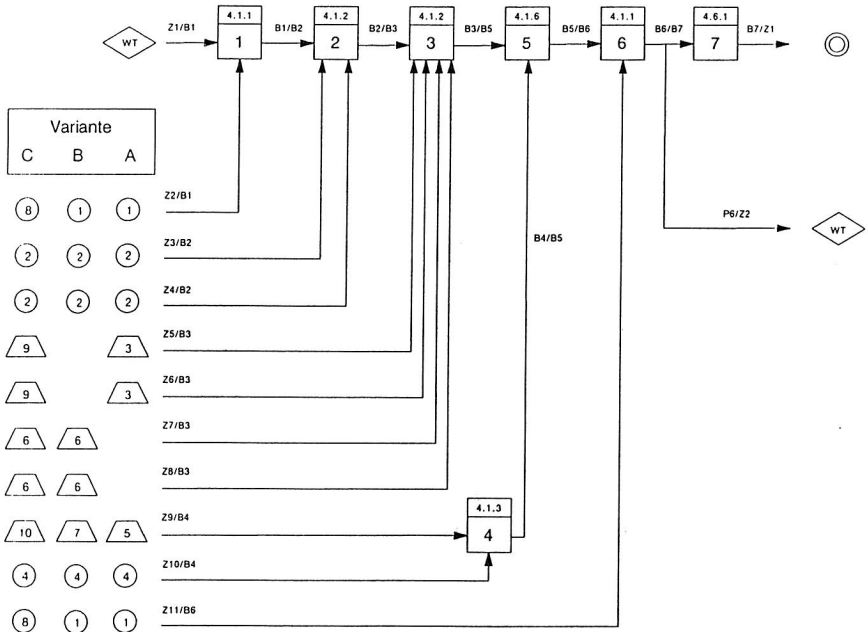 4.1.1 4.1.2 4.1.2 4.1.6 4.1.1 4.6.1
WT Z1/B1 1 B1/B2 2 B2/B3 3 B3/B5 5 B5/B6 6 B6/B7 7 B7/Z1
Variante
C B A
Z2/B1
8 1 1
P6/Z2
WT
Z3/B2
B4/B5
2 2 2
Z4/B2
2 2 2
Z5/B3
9 3
Z6/B3
9 3
Z7/B3
6 6
Z8/B3
6 6
4.1.3
Z9/B4
10 7 5 4
Z10/B4
4 4 4
Z11/B6
8 1 1